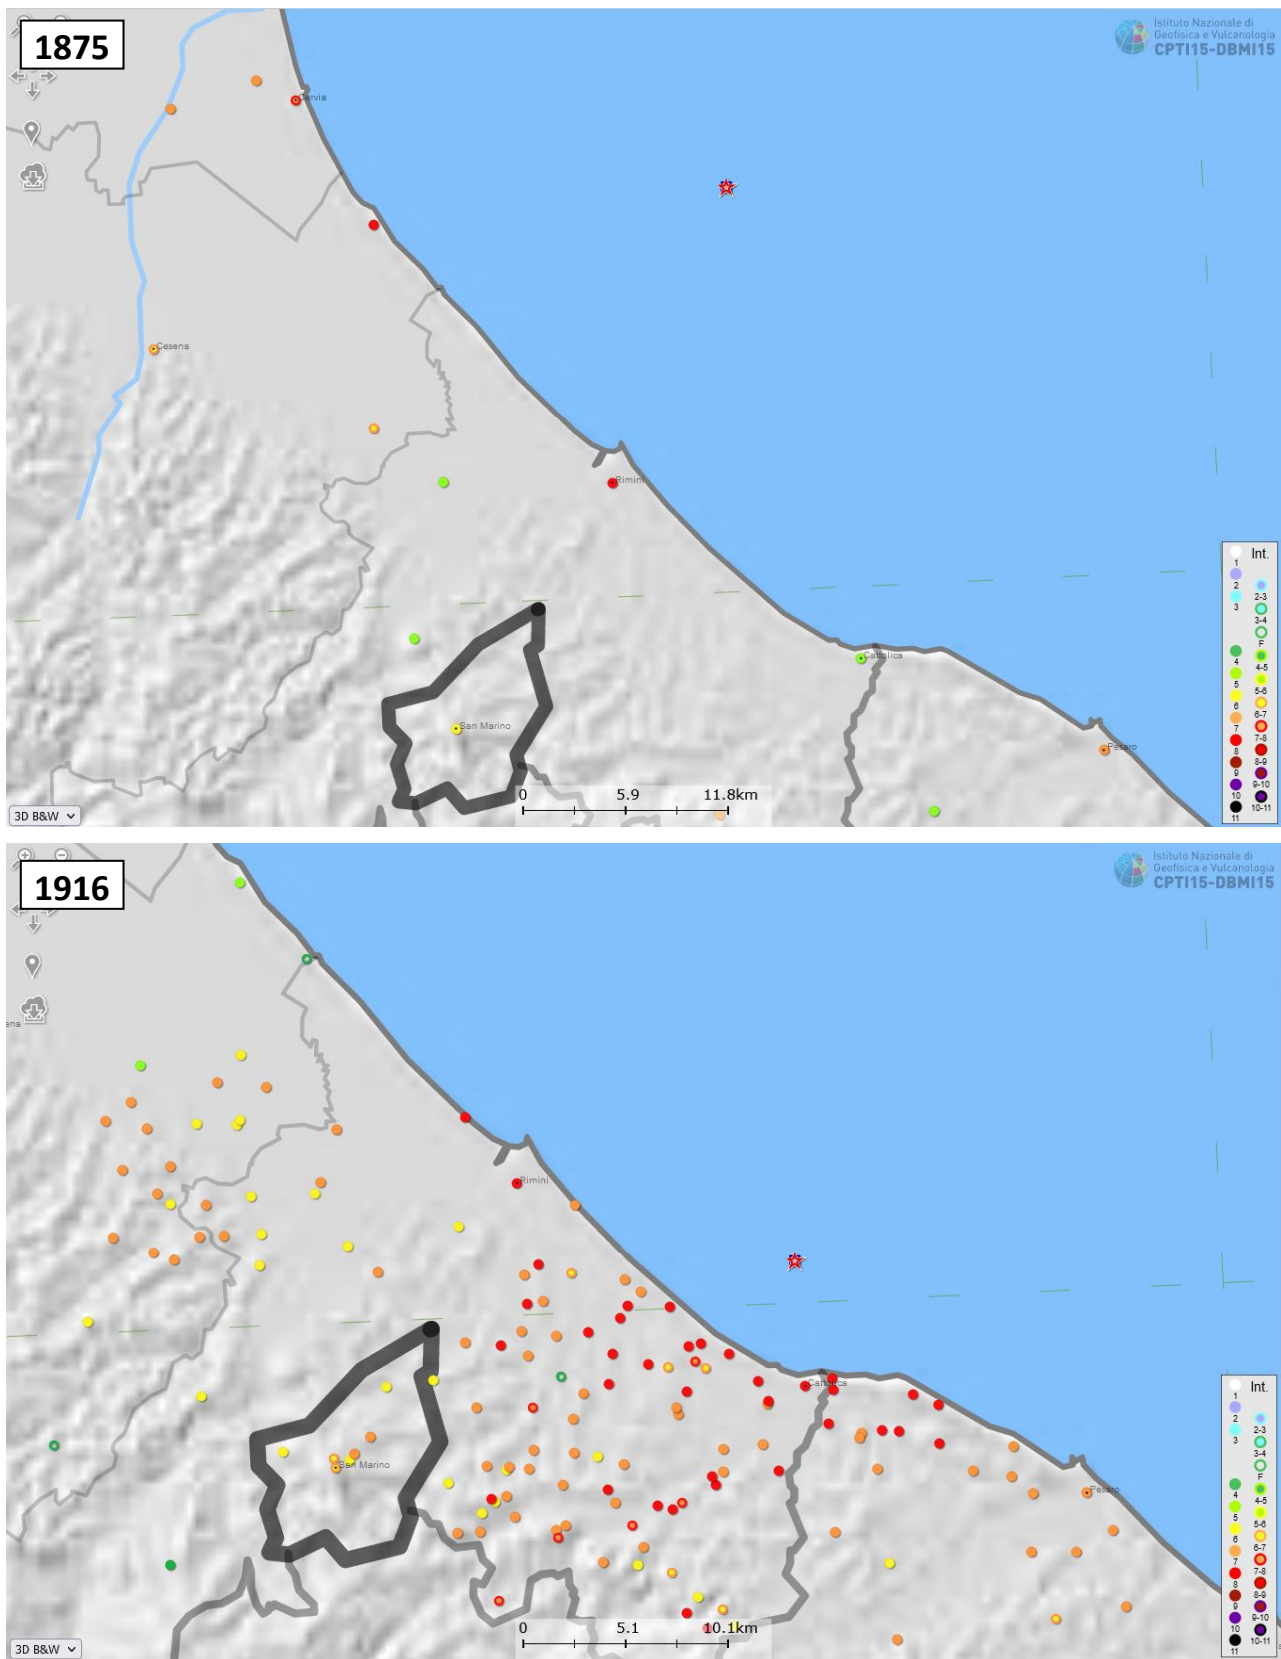 1875
Istituto Nazionale di
Geofisica e Vulcanologia
CPTI15-DBMI15
Cervia
Cesena
Rimini
Cattolica
San Marino
Pesaro
0 5.9 11.8km
3D B&W
Int.
1
2
2-3
3
3-4
F
4
4-5
5
5-6
6
6-7
7
7-8
8
8-9
9
9-10
10
10-11
11
1916
Istituto Nazionale di
Geofisica e Vulcanologia
CPTI15-DBMI15
ena
Rimini
Cattolica
San Marino
Pesaro
0 5.1 10.1km
3D B&W
Int.
1
2
2-3
3
3-4
F
4
4-5
5
5-6
6
6-7
7
7-8
8
8-9
9
9-10
10
10-11
11